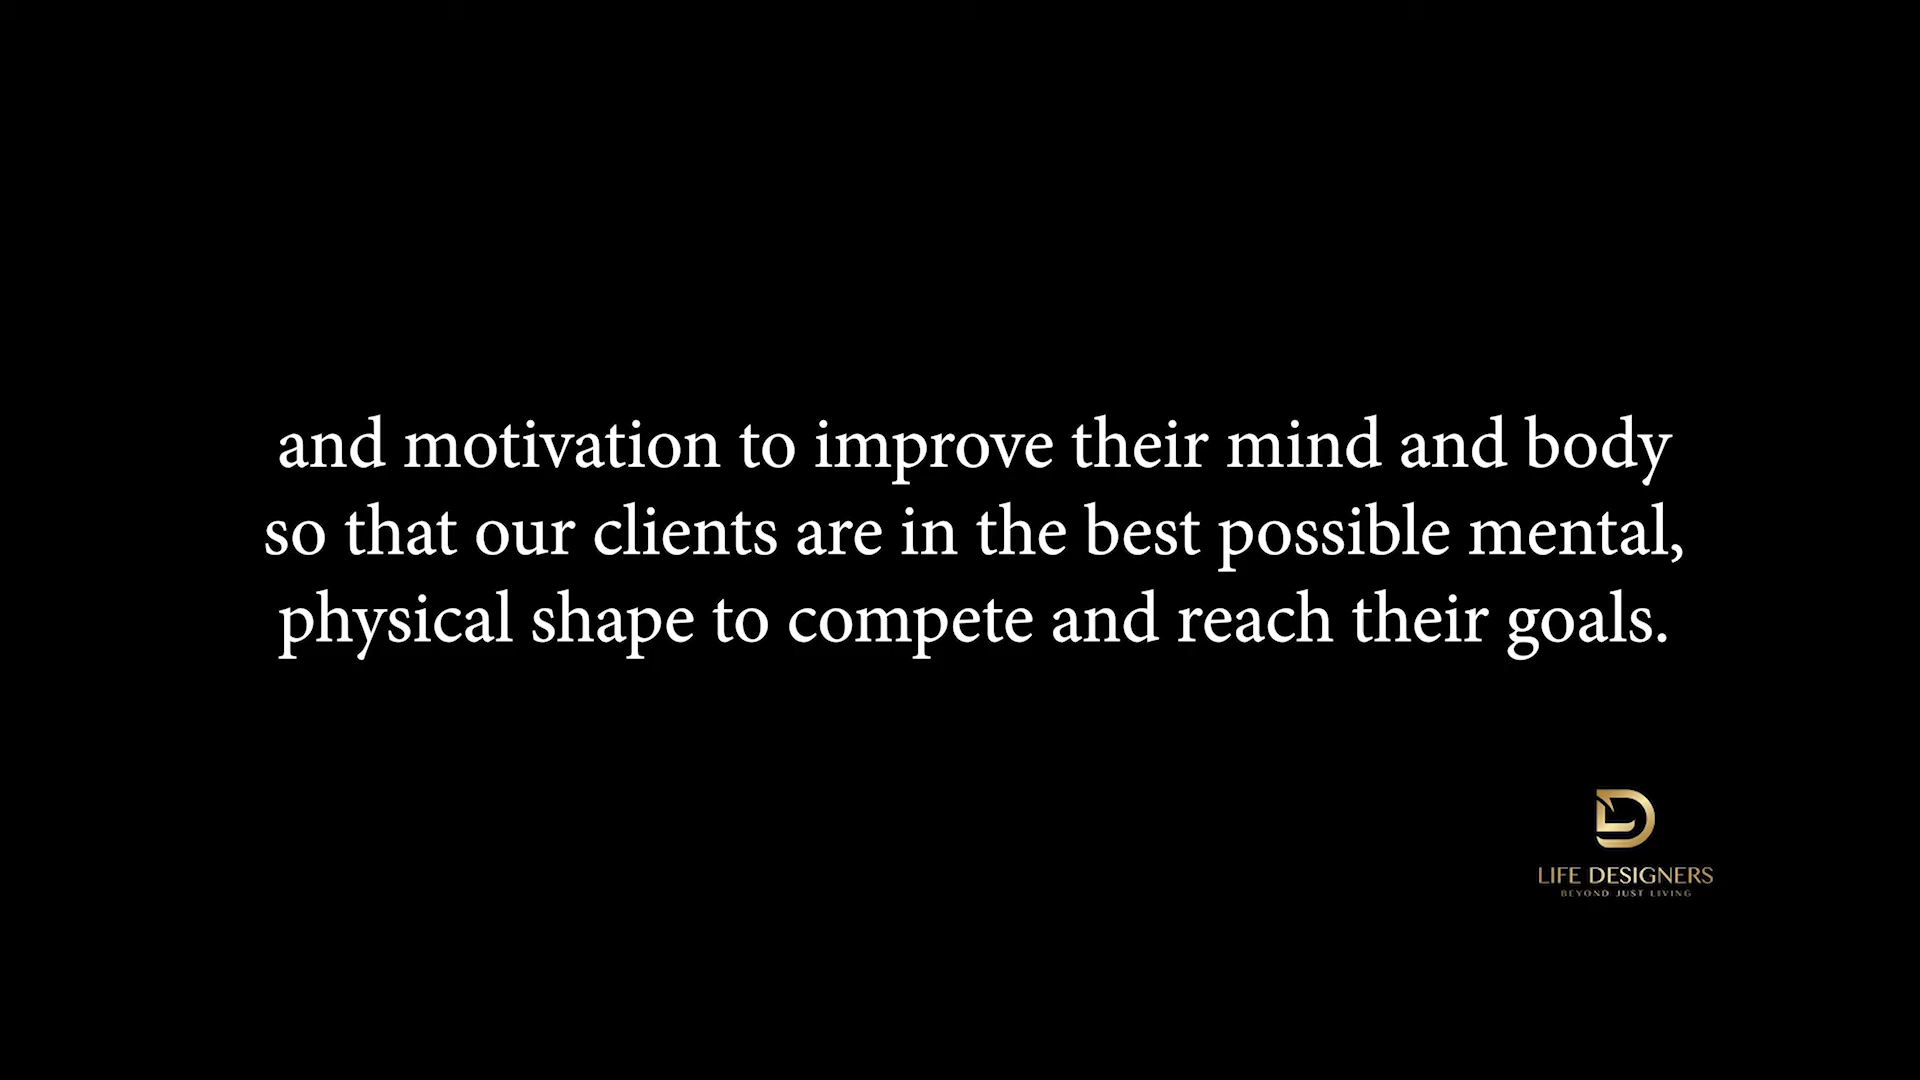 and motivation to improve their mind and body
so that our clients are in the best possible mental,
physical shape to compete and reach their goals.
LIFE DESIGNERS
BEYOND JUST LIVING